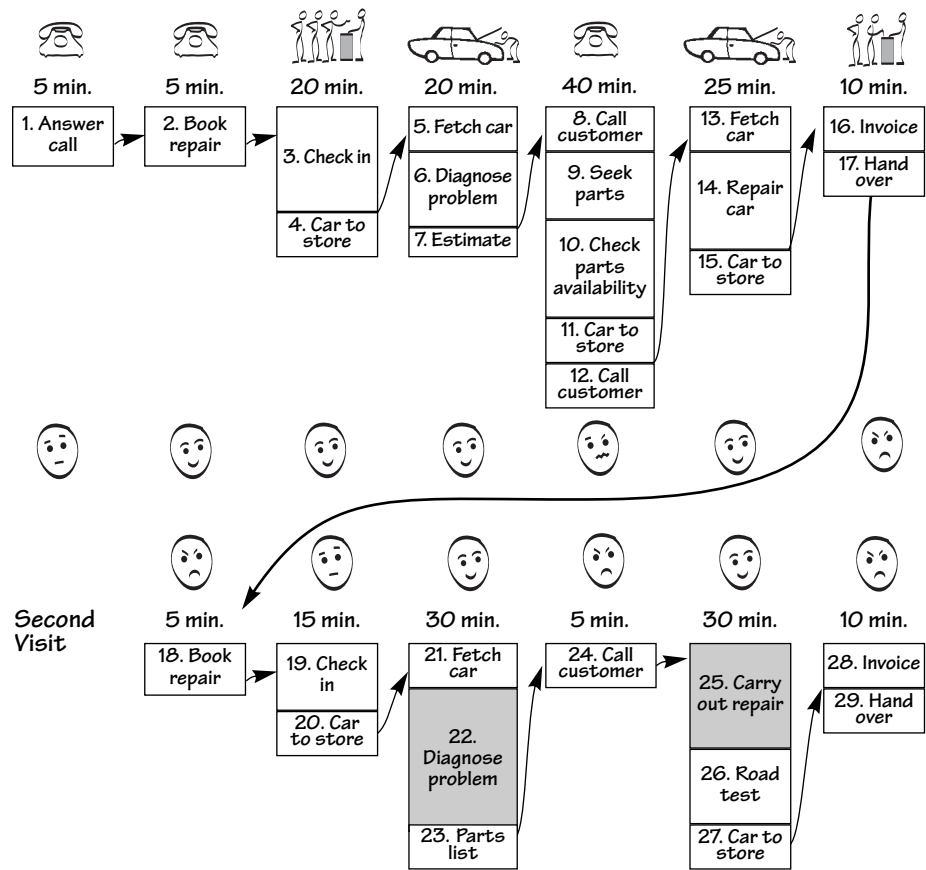 5 min.
5 min.
20 min.
20 min.
40 min.
25 min.
10 min.
1. Answer
call
2. Book
repair
3. Check in
4. Car to
store
5. Fetch car
6. Diagnose
problem
7. Estimate
8. Call
customer
9. Seek
parts
10. Check
parts
availability
11. Car to
store
12. Call
customer
13. Fetch
car
14. Repair
car
15. Car to
store
16. Invoice
17. Hand
over
Second
Visit
5 min.
15 min.
30 min.
5 min.
30 min.
10 min.
18. Book
repair
19. Check
in
20. Car
to store
21. Fetch
car
22.
Diagnose
problem
23. Parts
list
24. Call
customer
25. Carry
out repair
26. Road
test
27. Car to
store
28. Invoice
29. Hand
over